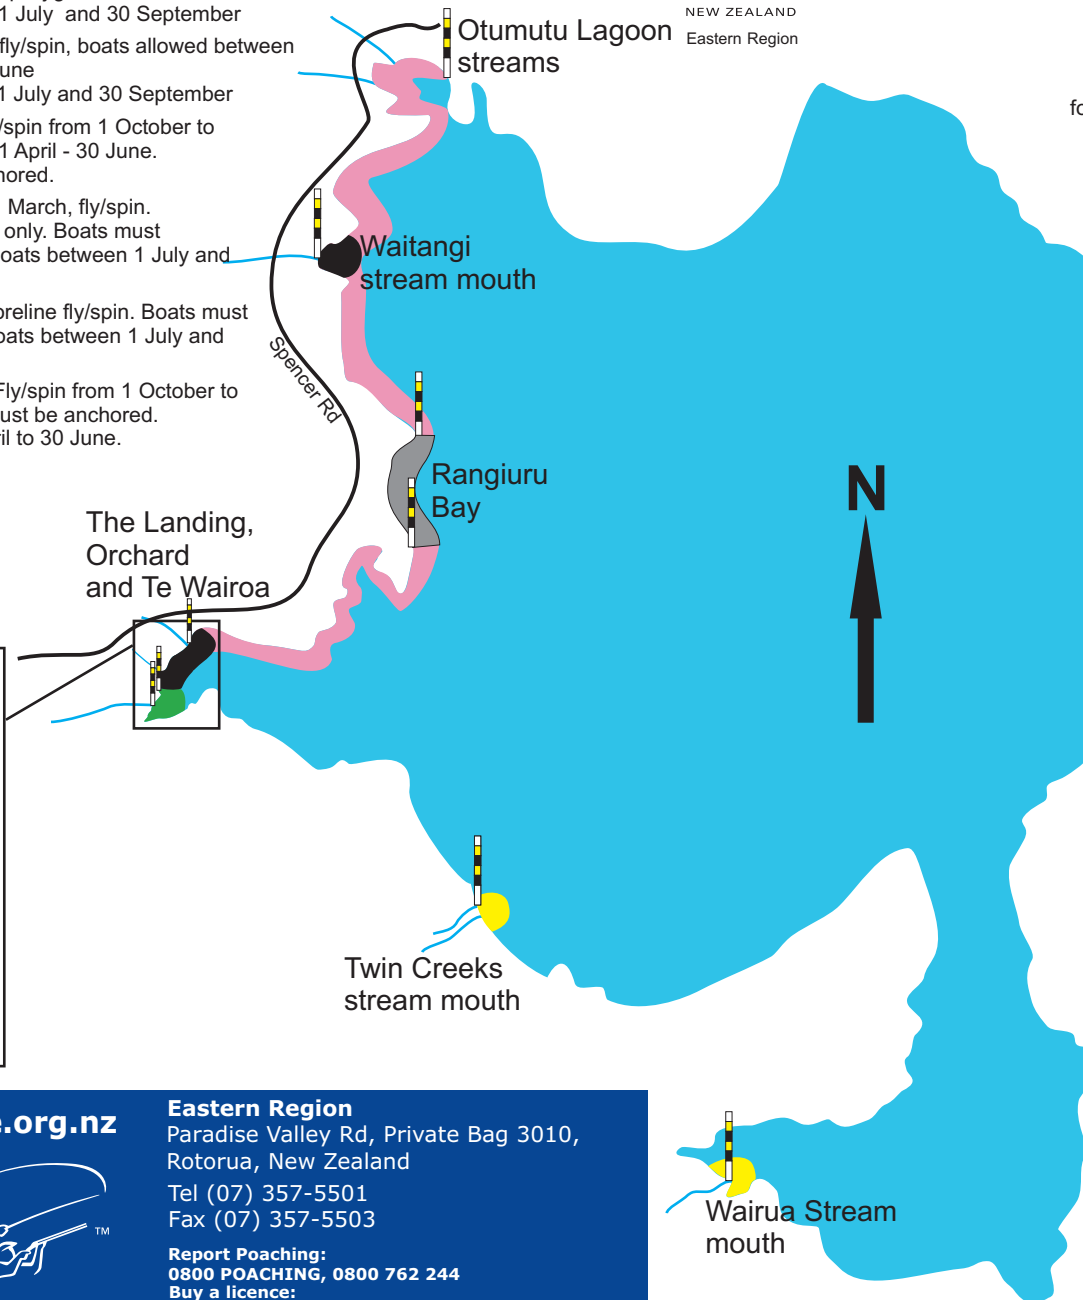 1 July  and 30 September
fly/spin, boats allowed between
une
1 July and 30 September
/spin from 1 October to
1 April - 30 June.
hored.
March, fly/spin.
only. Boats must
oats between 1 July and
oreline fly/spin. Boats must
oats between 1 July and
Fly/spin from 1 October to
ust be anchored.
il to 30 June.
NEW ZEALAND
Eastern Region
fo
Otumutu Lagoon
streams
Waitangi
stream mouth
Spencer Rd
Rangiuru
Bay
N
The Landing,
Orchard
and Te Wairoa
Twin Creeks
stream mouth
Wairua Stream
mouth
e.org.nz
TM
Eastern Region
Paradise Valley Rd, Private Bag 3010,
Rotorua, New Zealand
Tel (07) 357-5501
Fax (07) 357-5503
Report Poaching:
0800 POACHING, 0800 762 244
Buy a licence: